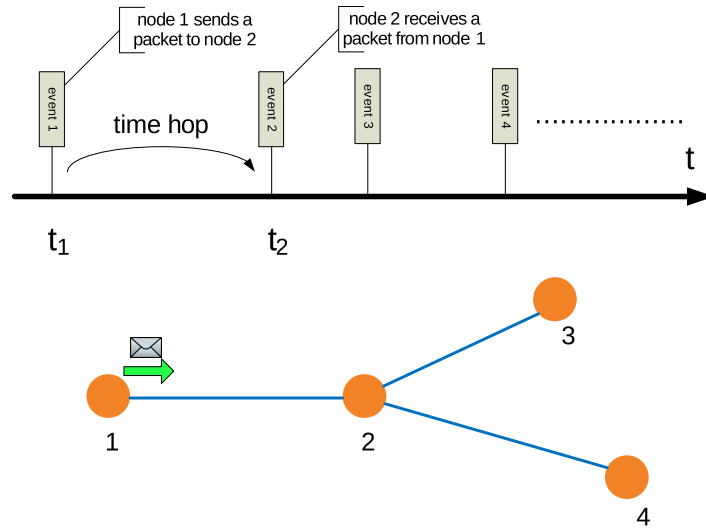 node 1 sends a
packet to node 2
node 2 receives a
packet from node 1
event 1
event 2
event 3
event 4
time hop
t
t1
t2
3
1
2
4